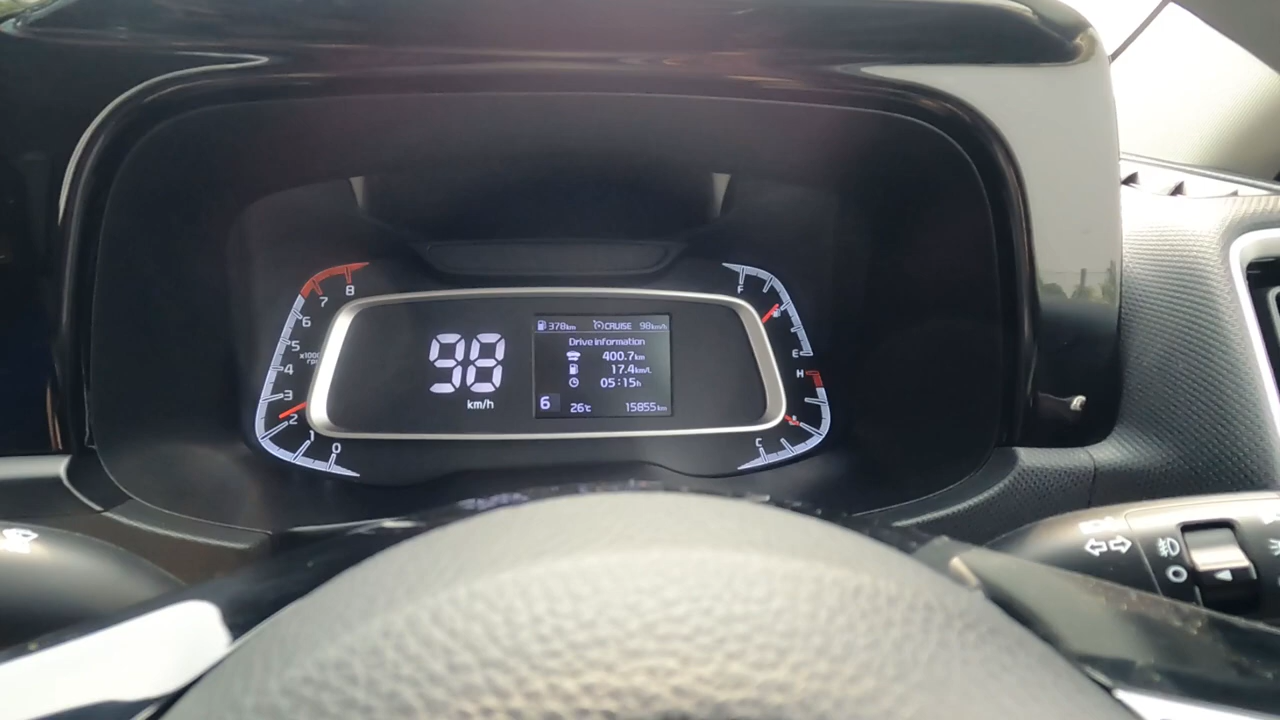 8
7
6
5
x1000
rpm
4
3
2
1
0
98
km/h
378km CRUISE 98km/h
Drive information
400.7km
17.4km/L
05:15h
6 26℃ 15855km
F
E
H
C